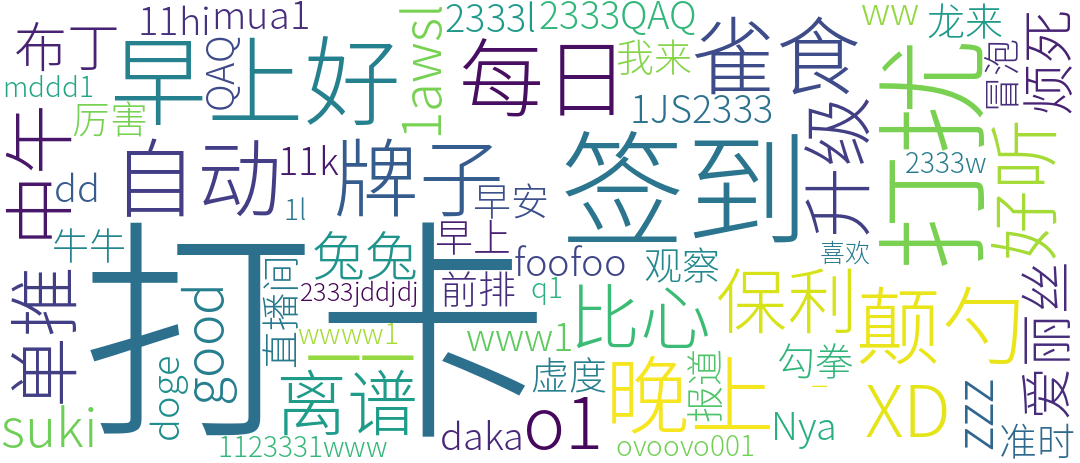 11hi mua1 2333l 2333QAQ ww 龙来
布丁 早上好 QAQ 1awsl 每日 我来 雀食 打扰 冒泡 烦死
mddd1 厉害 1JS2333
中午 自动 11k 牌子 签到 升级 2333w 好听
dd 1l 早安
牛牛 打卡 兔兔 早上 foofoo 观察 喜欢
单推 good 直播间 2333jddjdj 前排 q1 比心 保利 颠勺 爱丽丝
wwww1 www1
doge 一一 离谱 虚度 晚上 报道 勾拳 一 XD zzz
suki daka o1 Nya 准时
1123331www ovoovo001